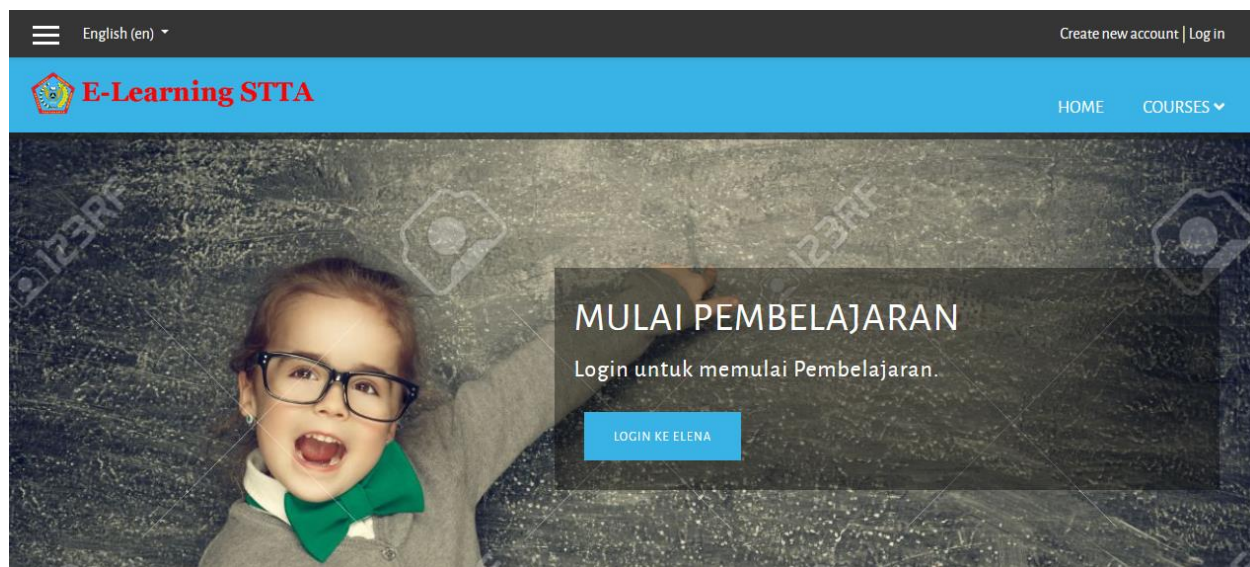 English (en)
Create new account | Log in
E-Learning STTA
HOME
COURSES
MULAI PEMBELAJARAN
Login untuk memulai Pembelajaran.
LOGIN KE ELENA
123RF
123RF